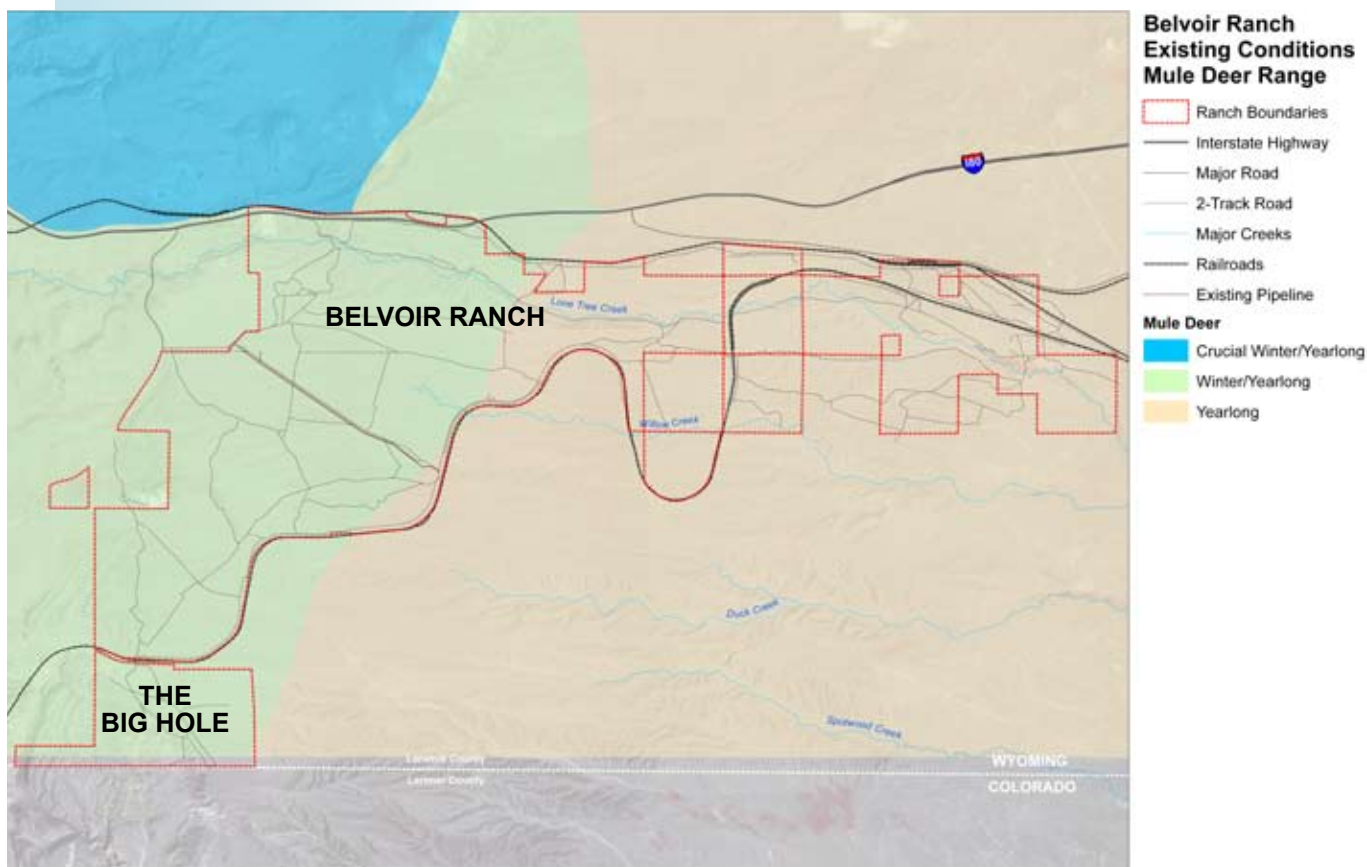 Belvoir Ranch
Existing Conditions
Mule Deer Range
Ranch Boundaries
Interstate Highway
Major Road
2-Track Road
Major Creeks
Railroads
Existing Pipeline
Mule Deer
Crucial Winter/Yearlong
Winter/Yearlong
Yearlong
BELVOIR RANCH
Lone Tree Creek
Willow Creek
Duck Creek
Spottlewood Creek
THE
BIG HOLE
Laramie County
Larimer County
WYOMING
COLORADO